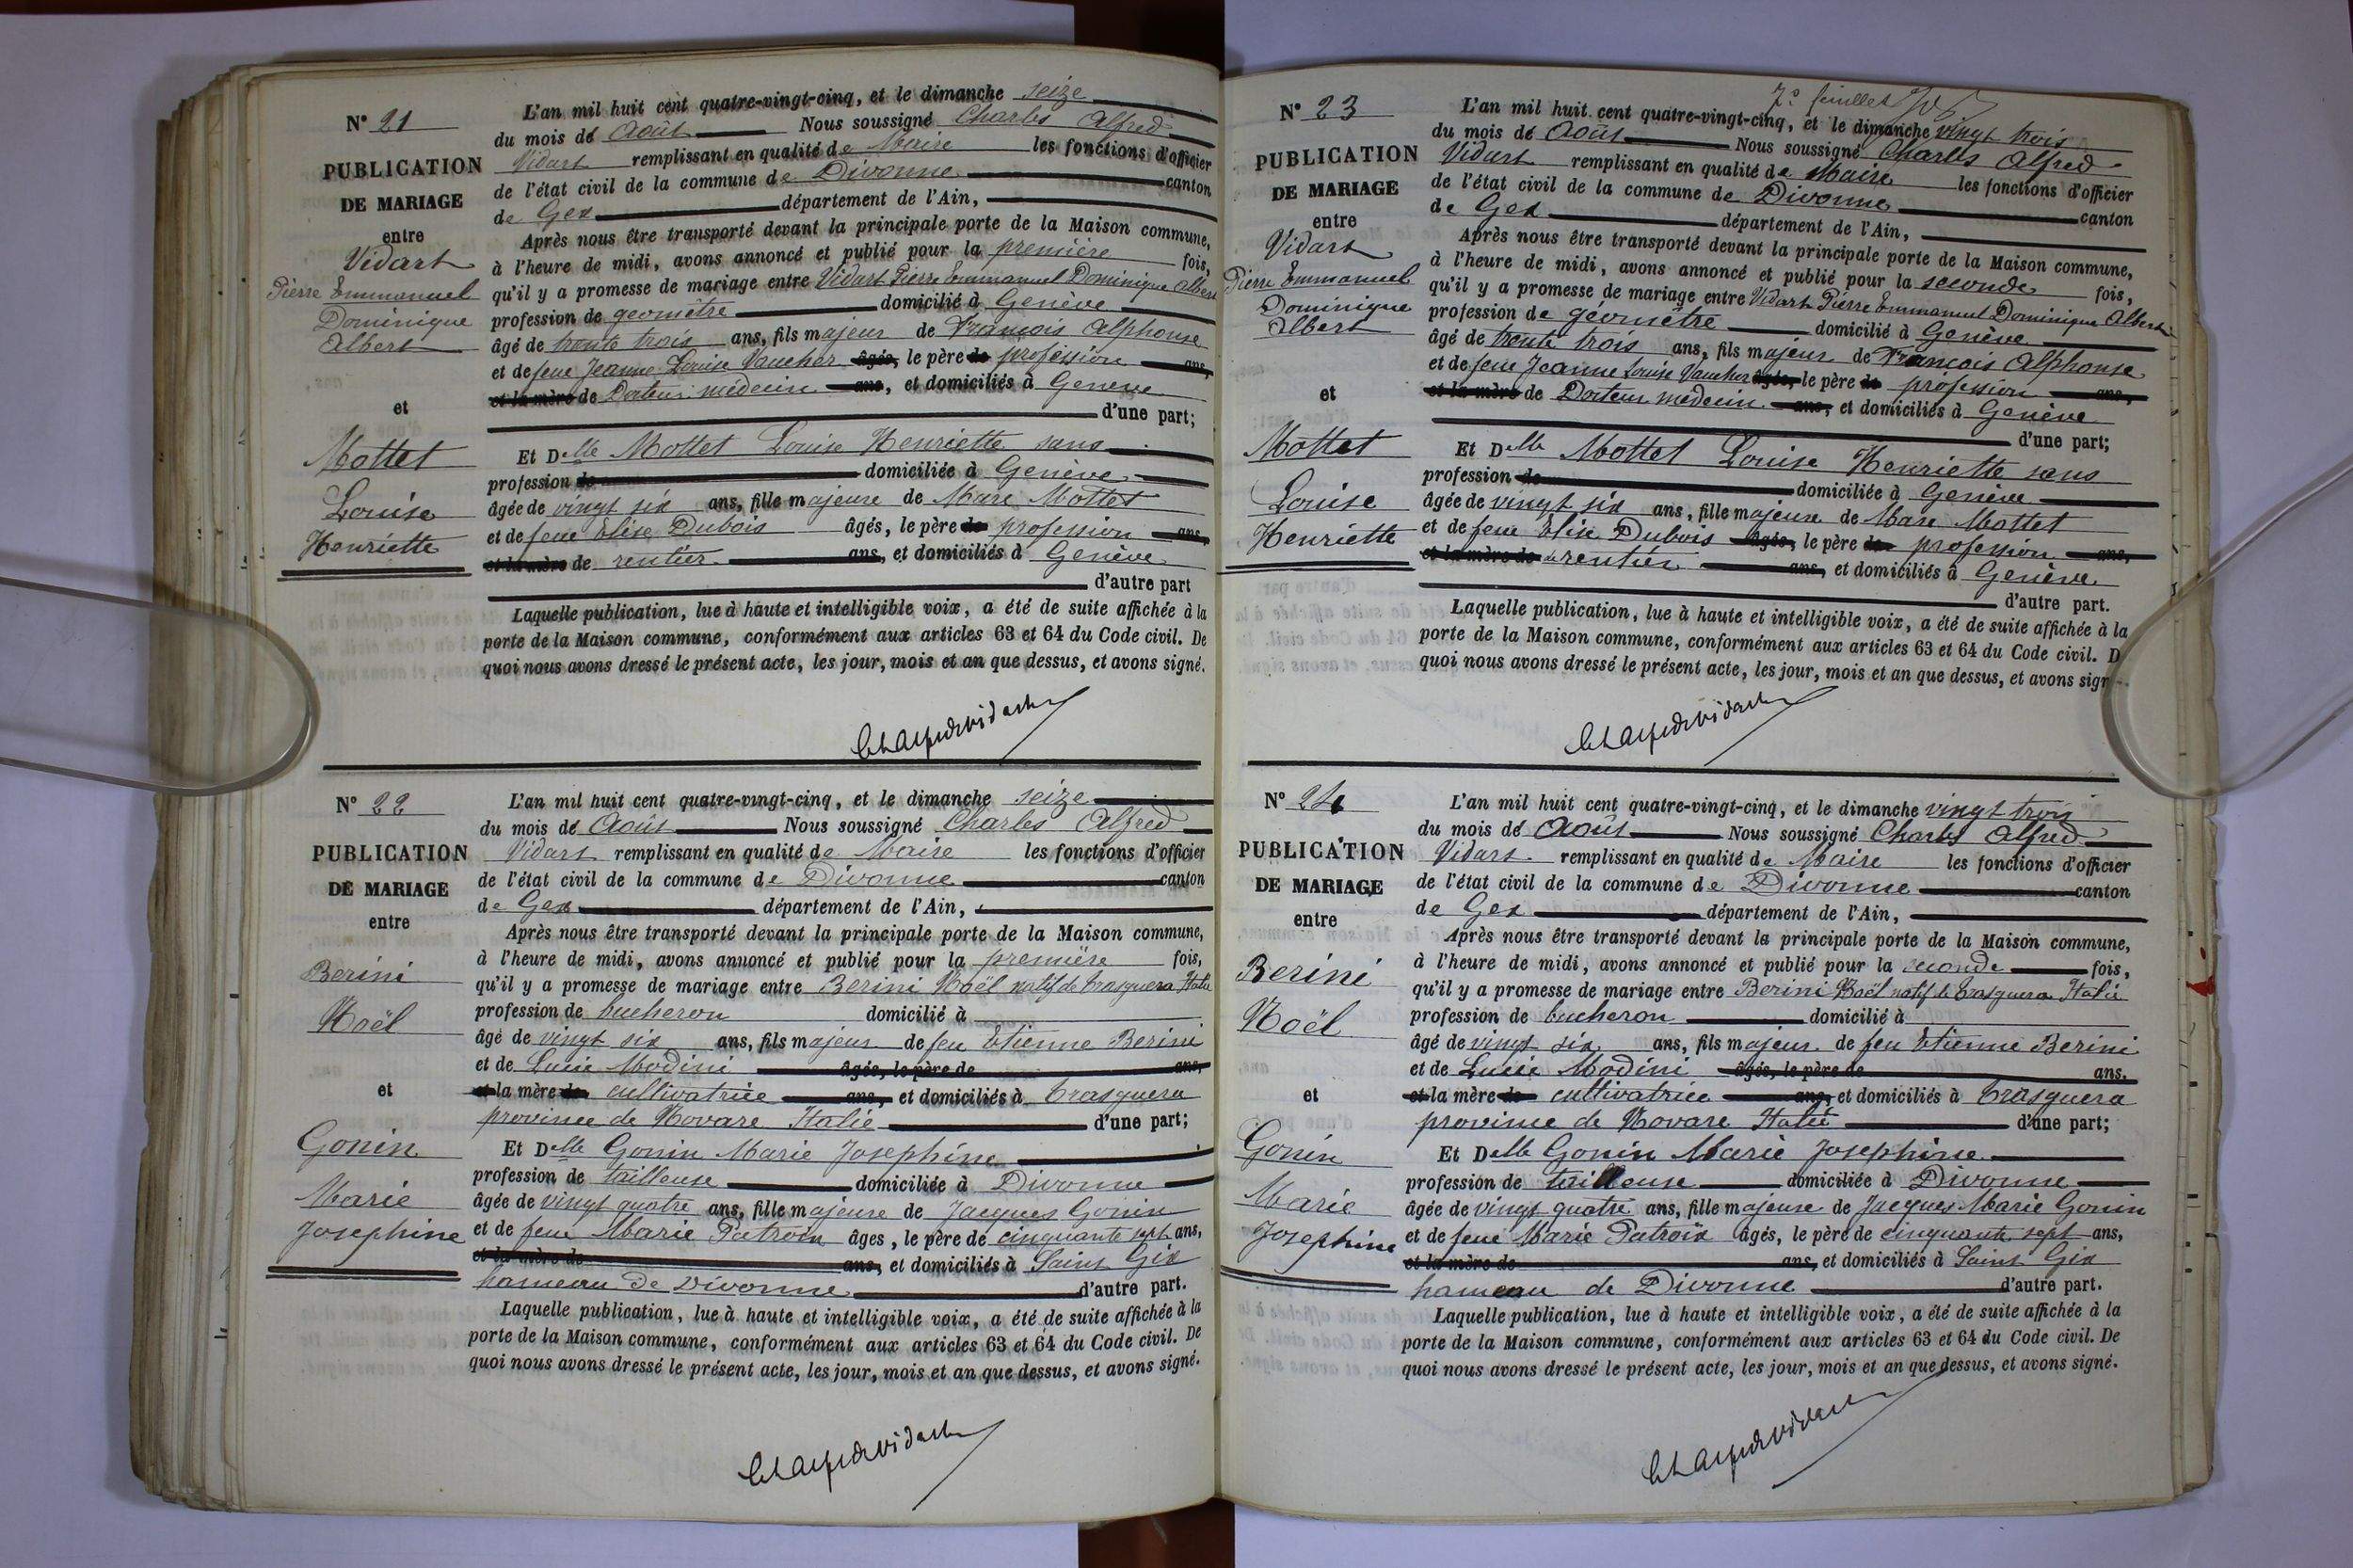 N° 21
PUBLICATION
DE MARIAGE
entre
Vidart
Pierre Emmanuel
Dominique
Albert
et
Mottet
Louise
Henriette
L'an mil huit cent quatre-vingt-cinq, et le dimanche seize
du mois de Août Nous soussigné Charles Alfred
Vidart remplissant en qualité de Maire les fonctions d'officier
de l'état civil de la commune de Divonne canton
de Gex département de l'Ain,
Après nous être transporté devant la principale porte de la Maison commune,
à l'heure de midi, avons annoncé et publié pour la première fois,
qu'il y a promesse de mariage entre Vidart Pierre Emmanuel Dominique Albert
profession de géomètre domicilié à Genève
âgé de trente trois ans, fils majeur de François Alphonse
et de feue Jeanne Louise Vaucher âgés, le père de profession ans,
et la mère de Docteur médecin ans, et domiciliés à Genève
d'une part;
Et Delle Mottet Louise Henriette sans
profession de domiciliée à Genève
âgée de vingt six ans, fille majeure de Marc Mottet
et de feue Elise Dubois âgés, le père de profession ans,
et la mère de rentier ans, et domiciliés à Genève
d'autre part
Laquelle publication, lue à haute et intelligible voix, a été de suite affichée à la
porte de la Maison commune, conformément aux articles 63 et 64 du Code civil. De
quoi nous avons dressé le présent acte, les jour, mois et an que dessus, et avons signé.
ChAlfredVidart
N° 22
PUBLICATION
DE MARIAGE
entre
Berini
Noël
et
Gonin
Marie
Josephine
L'an mil huit cent quatre-vingt-cinq, et le dimanche seize
du mois de Août Nous soussigné Charles Alfred
Vidart remplissant en qualité de Maire les fonctions d'officier
de l'état civil de la commune de Divonne canton
de Gex département de l'Ain,
Après nous être transporté devant la principale porte de la Maison commune,
à l'heure de midi, avons annoncé et publié pour la première fois,
qu'il y a promesse de mariage entre Berini Noël natif de Trasquera Italie
profession de bucheron domicilié à
âgé de vingt six ans, fils majeur de feu Etienne Berini
et de Lucie Modini âgés, le père de ans,
et la mère de cultivatrice ans, et domiciliés à Trasquera
province de Novare Italie d'une part;
Et Delle Gonin Marie Josephine
profession de tailleuse domiciliée à Divonne
âgée de vingt quatre ans, fille majeure de Jacques Gonin
et de feue Marie Patroix âges, le père de cinquante sept ans,
et la mère de ans, et domiciliés à Saint Gix
hameau de Divonne d'autre part.
Laquelle publication, lue à haute et intelligible voix, a été de suite affichée à la
porte de la Maison commune, conformément aux articles 63 et 64 du Code civil. De
quoi nous avons dressé le présent acte, les jour, mois et an que dessus, et avons signé.
ChAlfredVidart
7e feuillet
N° 23
PUBLICATION
DE MARIAGE
entre
Vidart
Pierre Emmanuel
Dominique
Albert
et
Mottet
Louise
Henriette
L'an mil huit cent quatre-vingt-cinq, et le dimanche vingt trois
du mois de Août Nous soussigné Charles Alfred
Vidart remplissant en qualité de Maire les fonctions d'officier
de l'état civil de la commune de Divonne canton
de Gex département de l'Ain,
Après nous être transporté devant la principale porte de la Maison commune,
à l'heure de midi, avons annoncé et publié pour la seconde fois,
qu'il y a promesse de mariage entre Vidart Pierre Emmanuel Dominique Albert
profession de géomètre domicilié à Genève
âgé de trente trois ans, fils majeur de François Alphonse
et de feue Jeanne Louise Vaucher âgés, le père de profession ans,
et la mère de Docteur médecin ans, et domiciliés à Genève
d'une part;
Et Delle Mottet Louise Henriette sans
profession de domiciliée à Genève
âgée de vingt six ans, fille majeure de Marc Mottet
et de feue Elise Dubois âgés, le père de profession ans,
et la mère de de rentier ans, et domiciliés à Genève
d'autre part.
Laquelle publication, lue à haute et intelligible voix, a été de suite affichée à la
porte de la Maison commune, conformément aux articles 63 et 64 du Code civil. D
quoi nous avons dressé le présent acte, les jour, mois et an que dessus, et avons sign
ChAlfredVidart
N° 24
PUBLICATION
DE MARIAGE
entre
Berini
Noël
et
Gonin
Marie
Josephine
L'an mil huit cent quatre-vingt-cinq, et le dimanche vingt trois
du mois de Août Nous soussigné Charles Alfred
Vidart remplissant en qualité de Maire les fonctions d'officier
de l'état civil de la commune de Divonne canton
de Gex département de l'Ain,
Après nous être transporté devant la principale porte de la Maison commune,
à l'heure de midi, avons annoncé et publié pour la seconde fois,
qu'il y a promesse de mariage entre Berini Noël natif de Trasquera Italie
profession de bucheron domicilié à
âgé de vingt six ans, fils majeur de feu Etienne Berini
et de Lucie Modini âgés, le père de ans.
et la mère de cultivatrice ans, et domiciliés à Trasquera
province de Novare Italie d'une part;
Et Delle Gonin Marie Josephine
profession de tailleuse domiciliée à Divonne
âgée de vingt quatre ans, fille majeure de Jacques Marie Gonin
et de feue Marie Patroix âgés, le père de cinquante sept ans,
et la mère de ans, et domiciliés à Saint Gix
hameau de Divonne d'autre part.
Laquelle publication, lue à haute et intelligible voix, a été de suite affichée à la
porte de la Maison commune, conformément aux articles 63 et 64 du Code civil. De
quoi nous avons dressé le présent acte, les jour, mois et an que dessus, et avons signé.
ChAlfredVidart